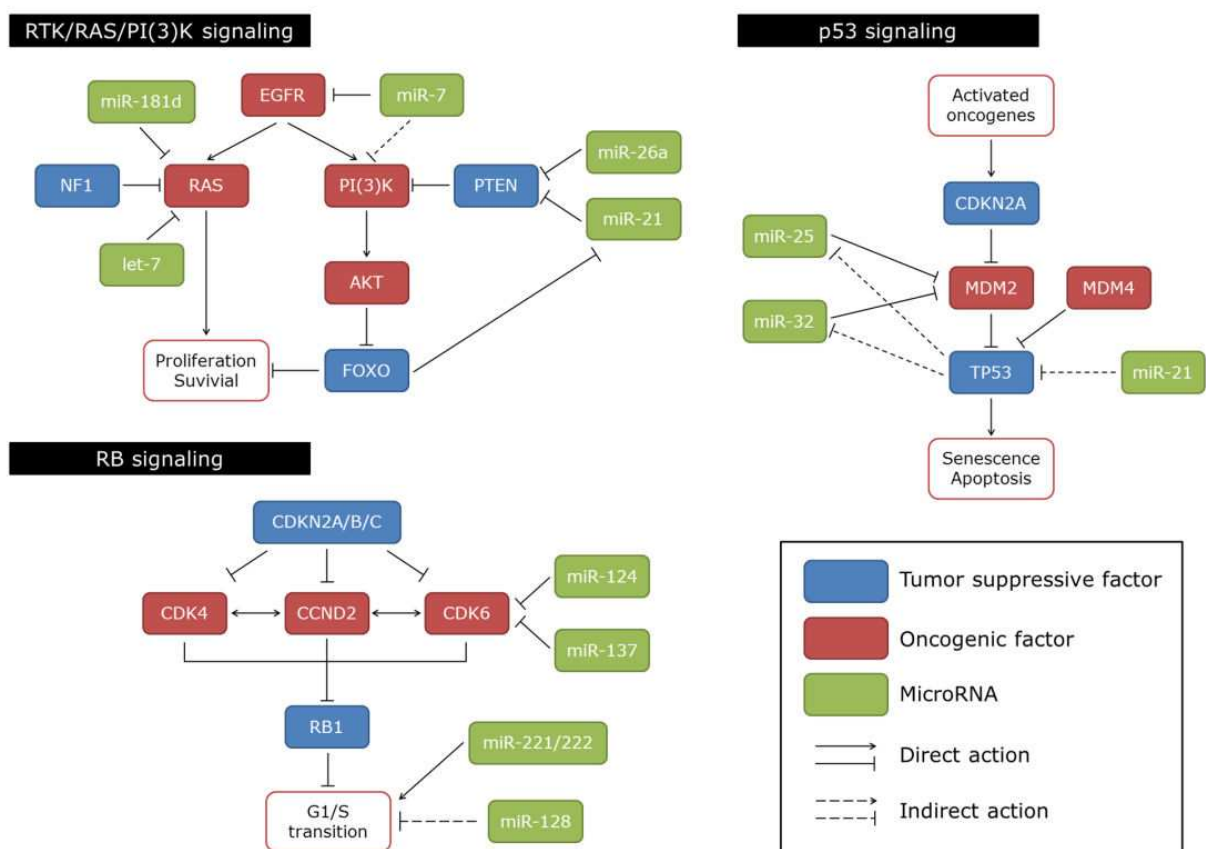 RTK/RAS/PI(3)K signaling
miR-181d
EGFR
miR-7
NF1
RAS
PI(3)K
PTEN
miR-26a
miR-21
let-7
AKT
Proliferation
Suvivial
FOXO
p53 signaling
Activated
oncogenes
CDKN2A
miR-25
MDM2
MDM4
miR-32
TP53
miR-21
Senescence
Apoptosis
RB signaling
CDKN2A/B/C
miR-124
CDK4
CCND2
CDK6
miR-137
RB1
miR-221/222
G1/S
transition
miR-128
Tumor suppressive factor
Oncogenic factor
MicroRNA
Direct action
Indirect action